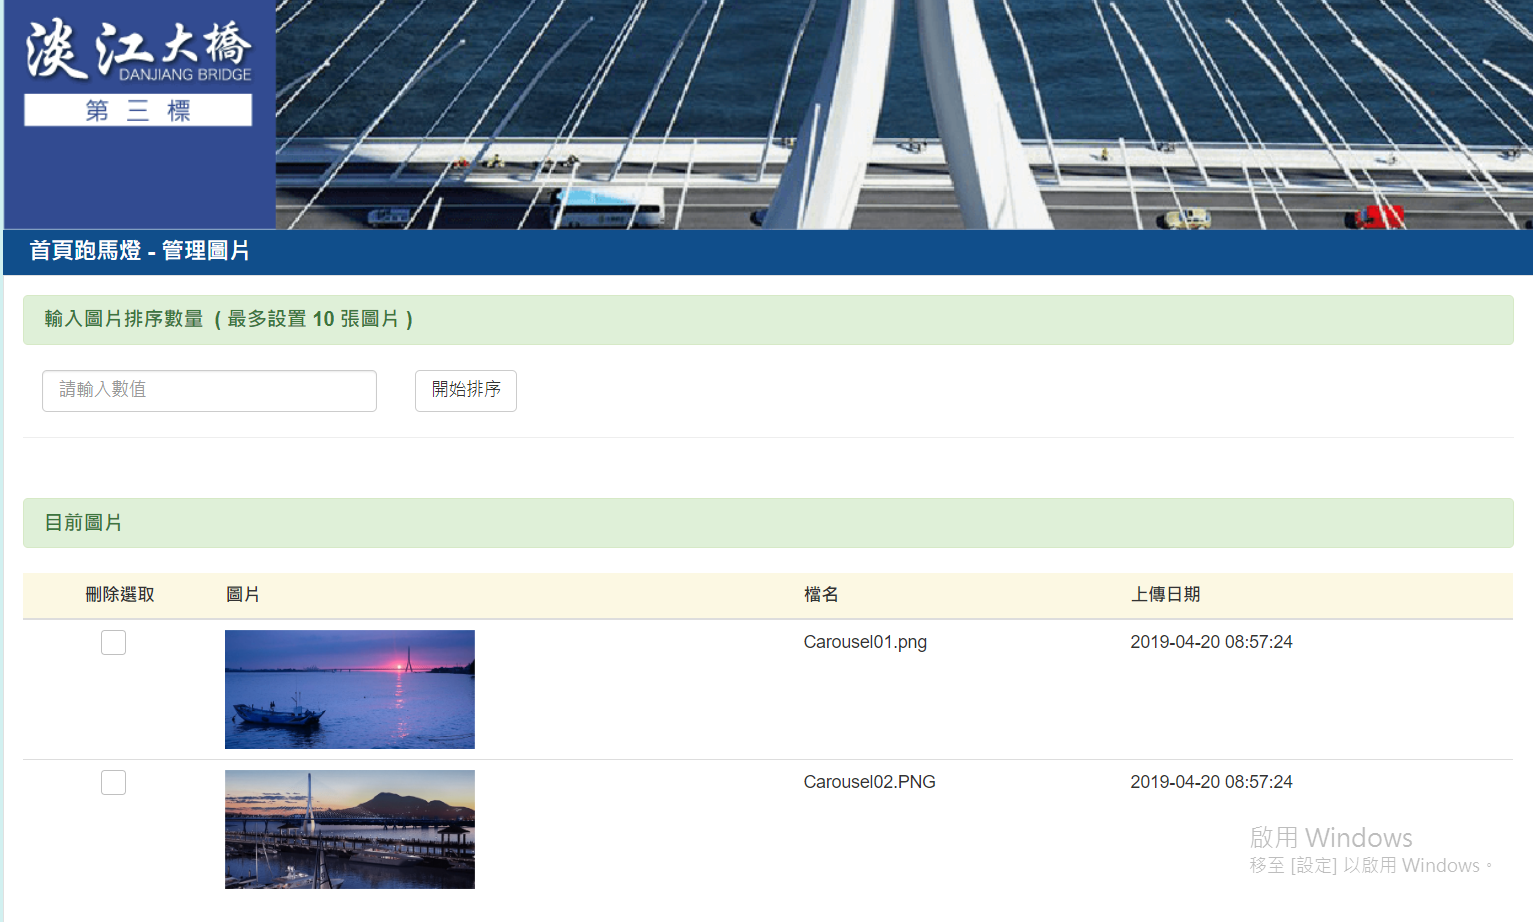 淡江大橋
DANJIANG BRIDGE
第三標
首頁跑馬燈 - 管理圖片
輸入圖片排序數量 ( 最多設置 10 張圖片 )
請輸入數值
開始排序
目前圖片
刪除選取 圖片 檔名 上傳日期
Carousel01.png 2019-04-20 08:57:24
Carousel02.PNG 2019-04-20 08:57:24
啟用 Windows
移至 [設定] 以啟用 Windows。